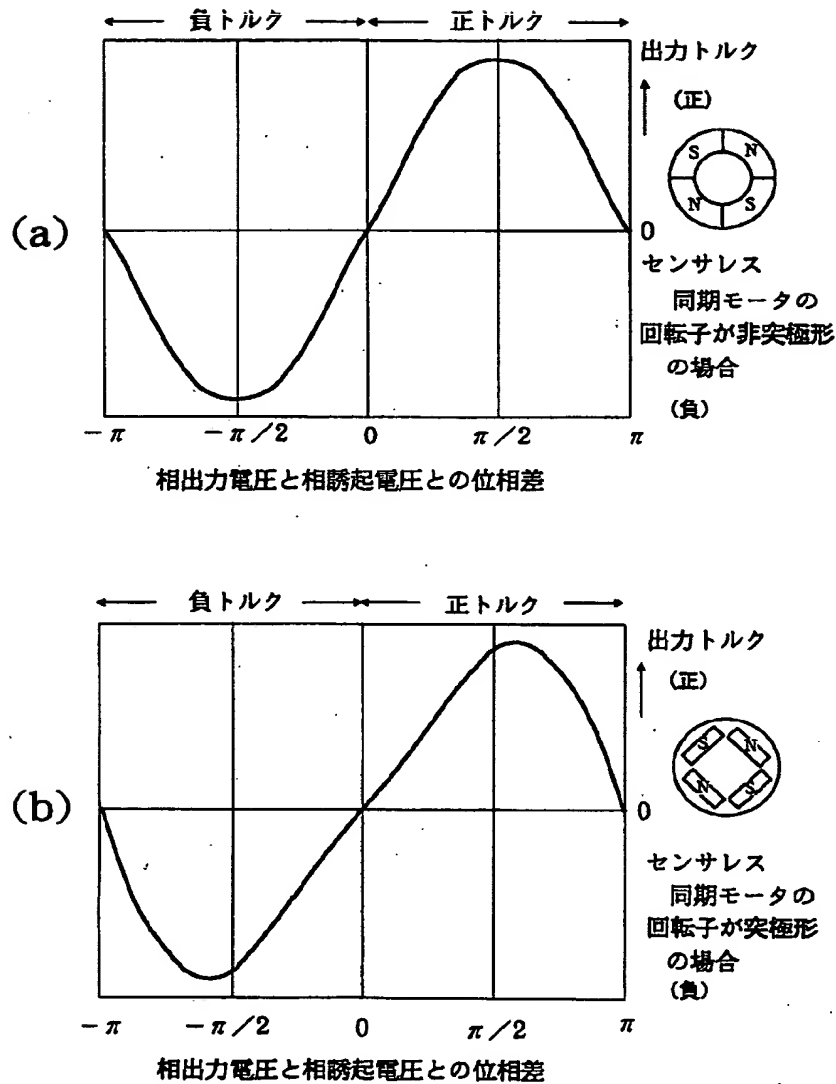 ← 負トルク →← 正トルク →
出力トルク
(正)
S N
N S
(a)
0
センサレス
同期モータの
回転子が非突極形
の場合
(負)
-π -π/2 0 π/2 π
相出力電圧と相誘起電圧との位相差
← 負トルク →← 正トルク →
出力トルク
(正)
S N
N S
(b)
0
センサレス
同期モータの
回転子が突極形
の場合
(負)
-π -π/2 0 π/2 π
相出力電圧と相誘起電圧との位相差